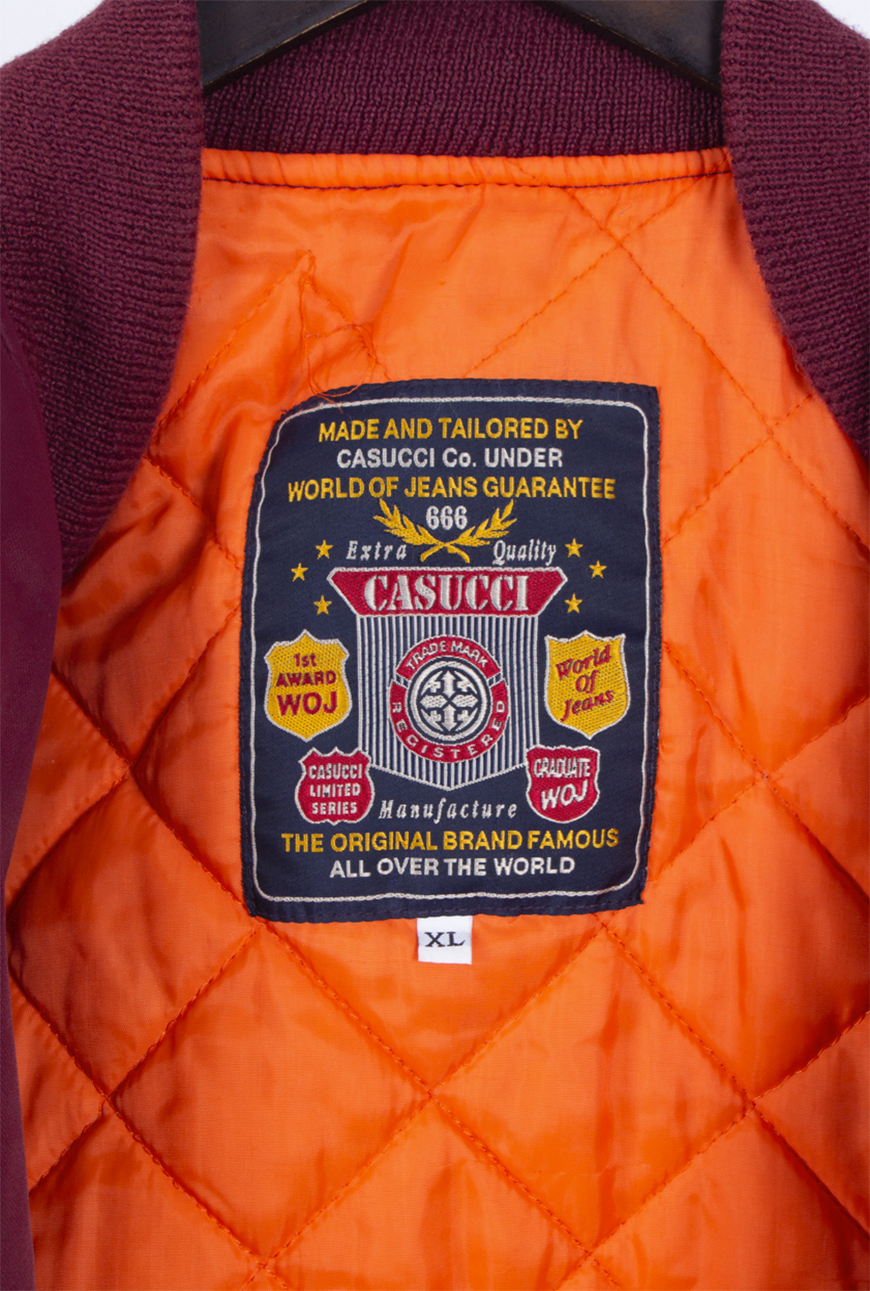 MADE AND TAILORED BY
CASUCCI Co. UNDER
WORLD OF JEANS GUARANTEE
666
Extra Quality
CASUCCI
1st
AWARD
WOJ
TRADE MARK
REGISTERED
World
Of
Jeans
CASUCCI
LIMITED
SERIES
Manufacture
GRADUATE
WOJ
THE ORIGINAL BRAND FAMOUS
ALL OVER THE WORLD
XL